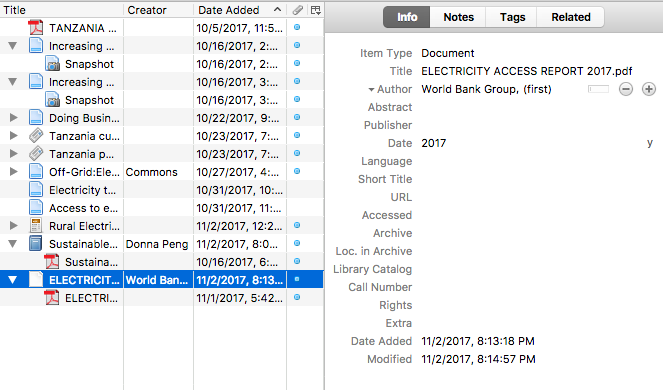 Title Creator Date Added
TANZANIA ... 10/5/2017, 11:5...
Increasing ... 10/16/2017, 2:...
Snapshot 10/16/2017, 2:...
Increasing ... 10/16/2017, 3:...
Snapshot 10/16/2017, 3:...
Doing Busin... 10/22/2017, 9:...
Tanzania cu... 10/23/2017, 7:...
Tanzania p... 10/23/2017, 7:...
Off-Grid:Ele... Commons 10/27/2017, 4:...
Electricity t... 10/31/2017, 10:...
Access to e... 10/31/2017, 11:...
Rural Electri... 11/2/2017, 12:2...
Sustainable... Donna Peng 11/2/2017, 8:0...
Sustaina... 10/16/2017, 6:...
ELECTRICIT... World Ban... 11/2/2017, 8:13...
ELECTRI... 11/1/2017, 5:42...
Info Notes Tags Related
Item Type Document
Title ELECTRICITY ACCESS REPORT 2017.pdf
Author World Bank Group, (first)
Abstract
Publisher
Date 2017 y
Language
Short Title
URL
Accessed
Archive
Loc. in Archive
Library Catalog
Call Number
Rights
Extra
Date Added 11/2/2017, 8:13:18 PM
Modified 11/2/2017, 8:14:57 PM